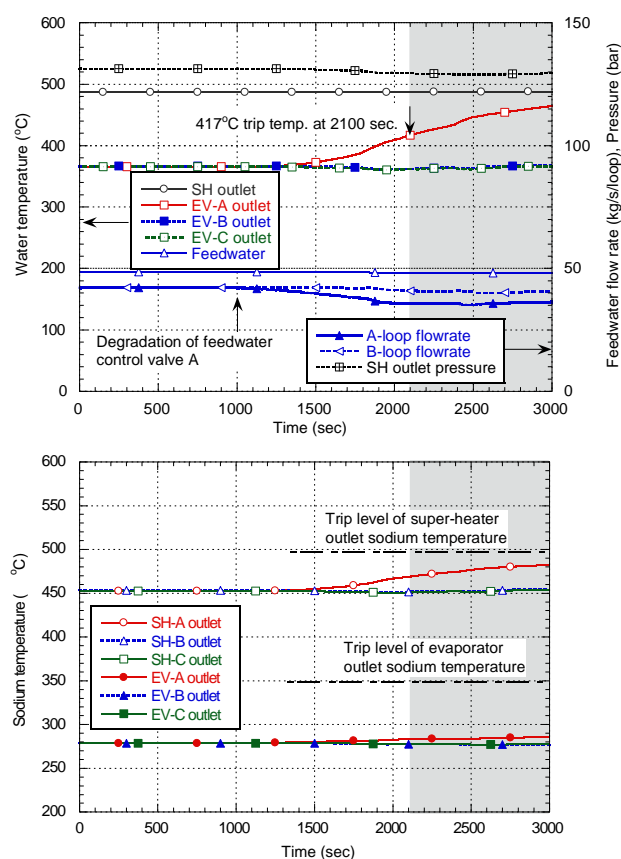 600
500
400
300
200
100
0
150
100
50
0
Water temperature (°C)
Feedwater flow rate (kg/s/loop), Pressure (bar)
417°C trip temp. at 2100 sec.
SH outlet
EV-A outlet
EV-B outlet
EV-C outlet
Feedwater
Degradation of feedwater
control valve A
A-loop flowrate
B-loop flowrate
SH outlet pressure
0 500 1000 1500 2000 2500 3000
Time (sec)
600
550
500
450
400
350
300
250
200
Sodium temperature ( °C)
Trip level of super-heater
outlet sodium temperature
SH-A outlet
SH-B outlet
SH-C outlet
EV-A outlet
EV-B outlet
EV-C outlet
Trip level of evaporator
outlet sodium temperature
0 500 1000 1500 2000 2500 3000
Time (sec)